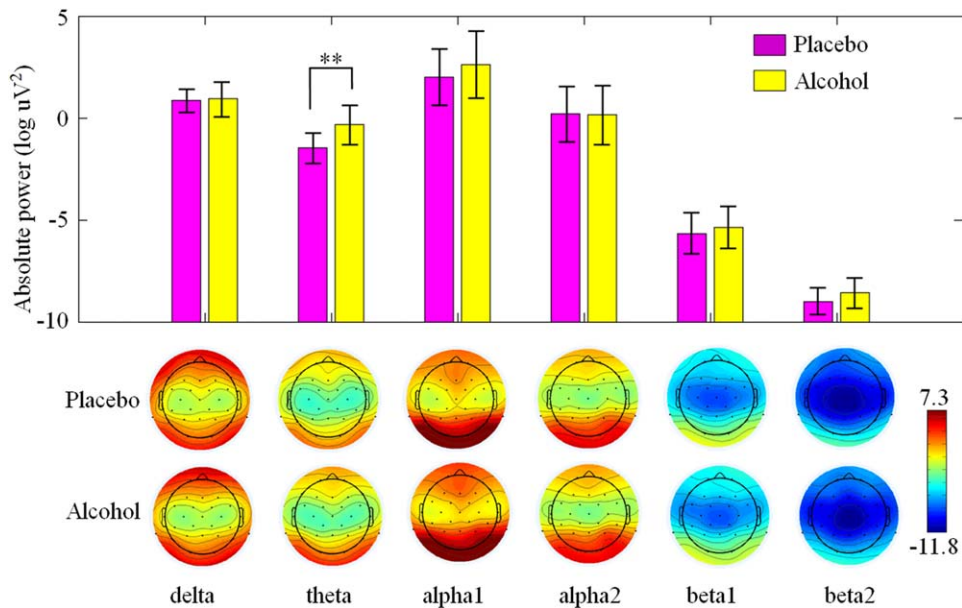 5
0
-5
-10
Absolute power (log uV²)
**
Placebo
Alcohol
Placebo
Alcohol
7.3
-11.8
delta theta alpha1 alpha2 beta1 beta2